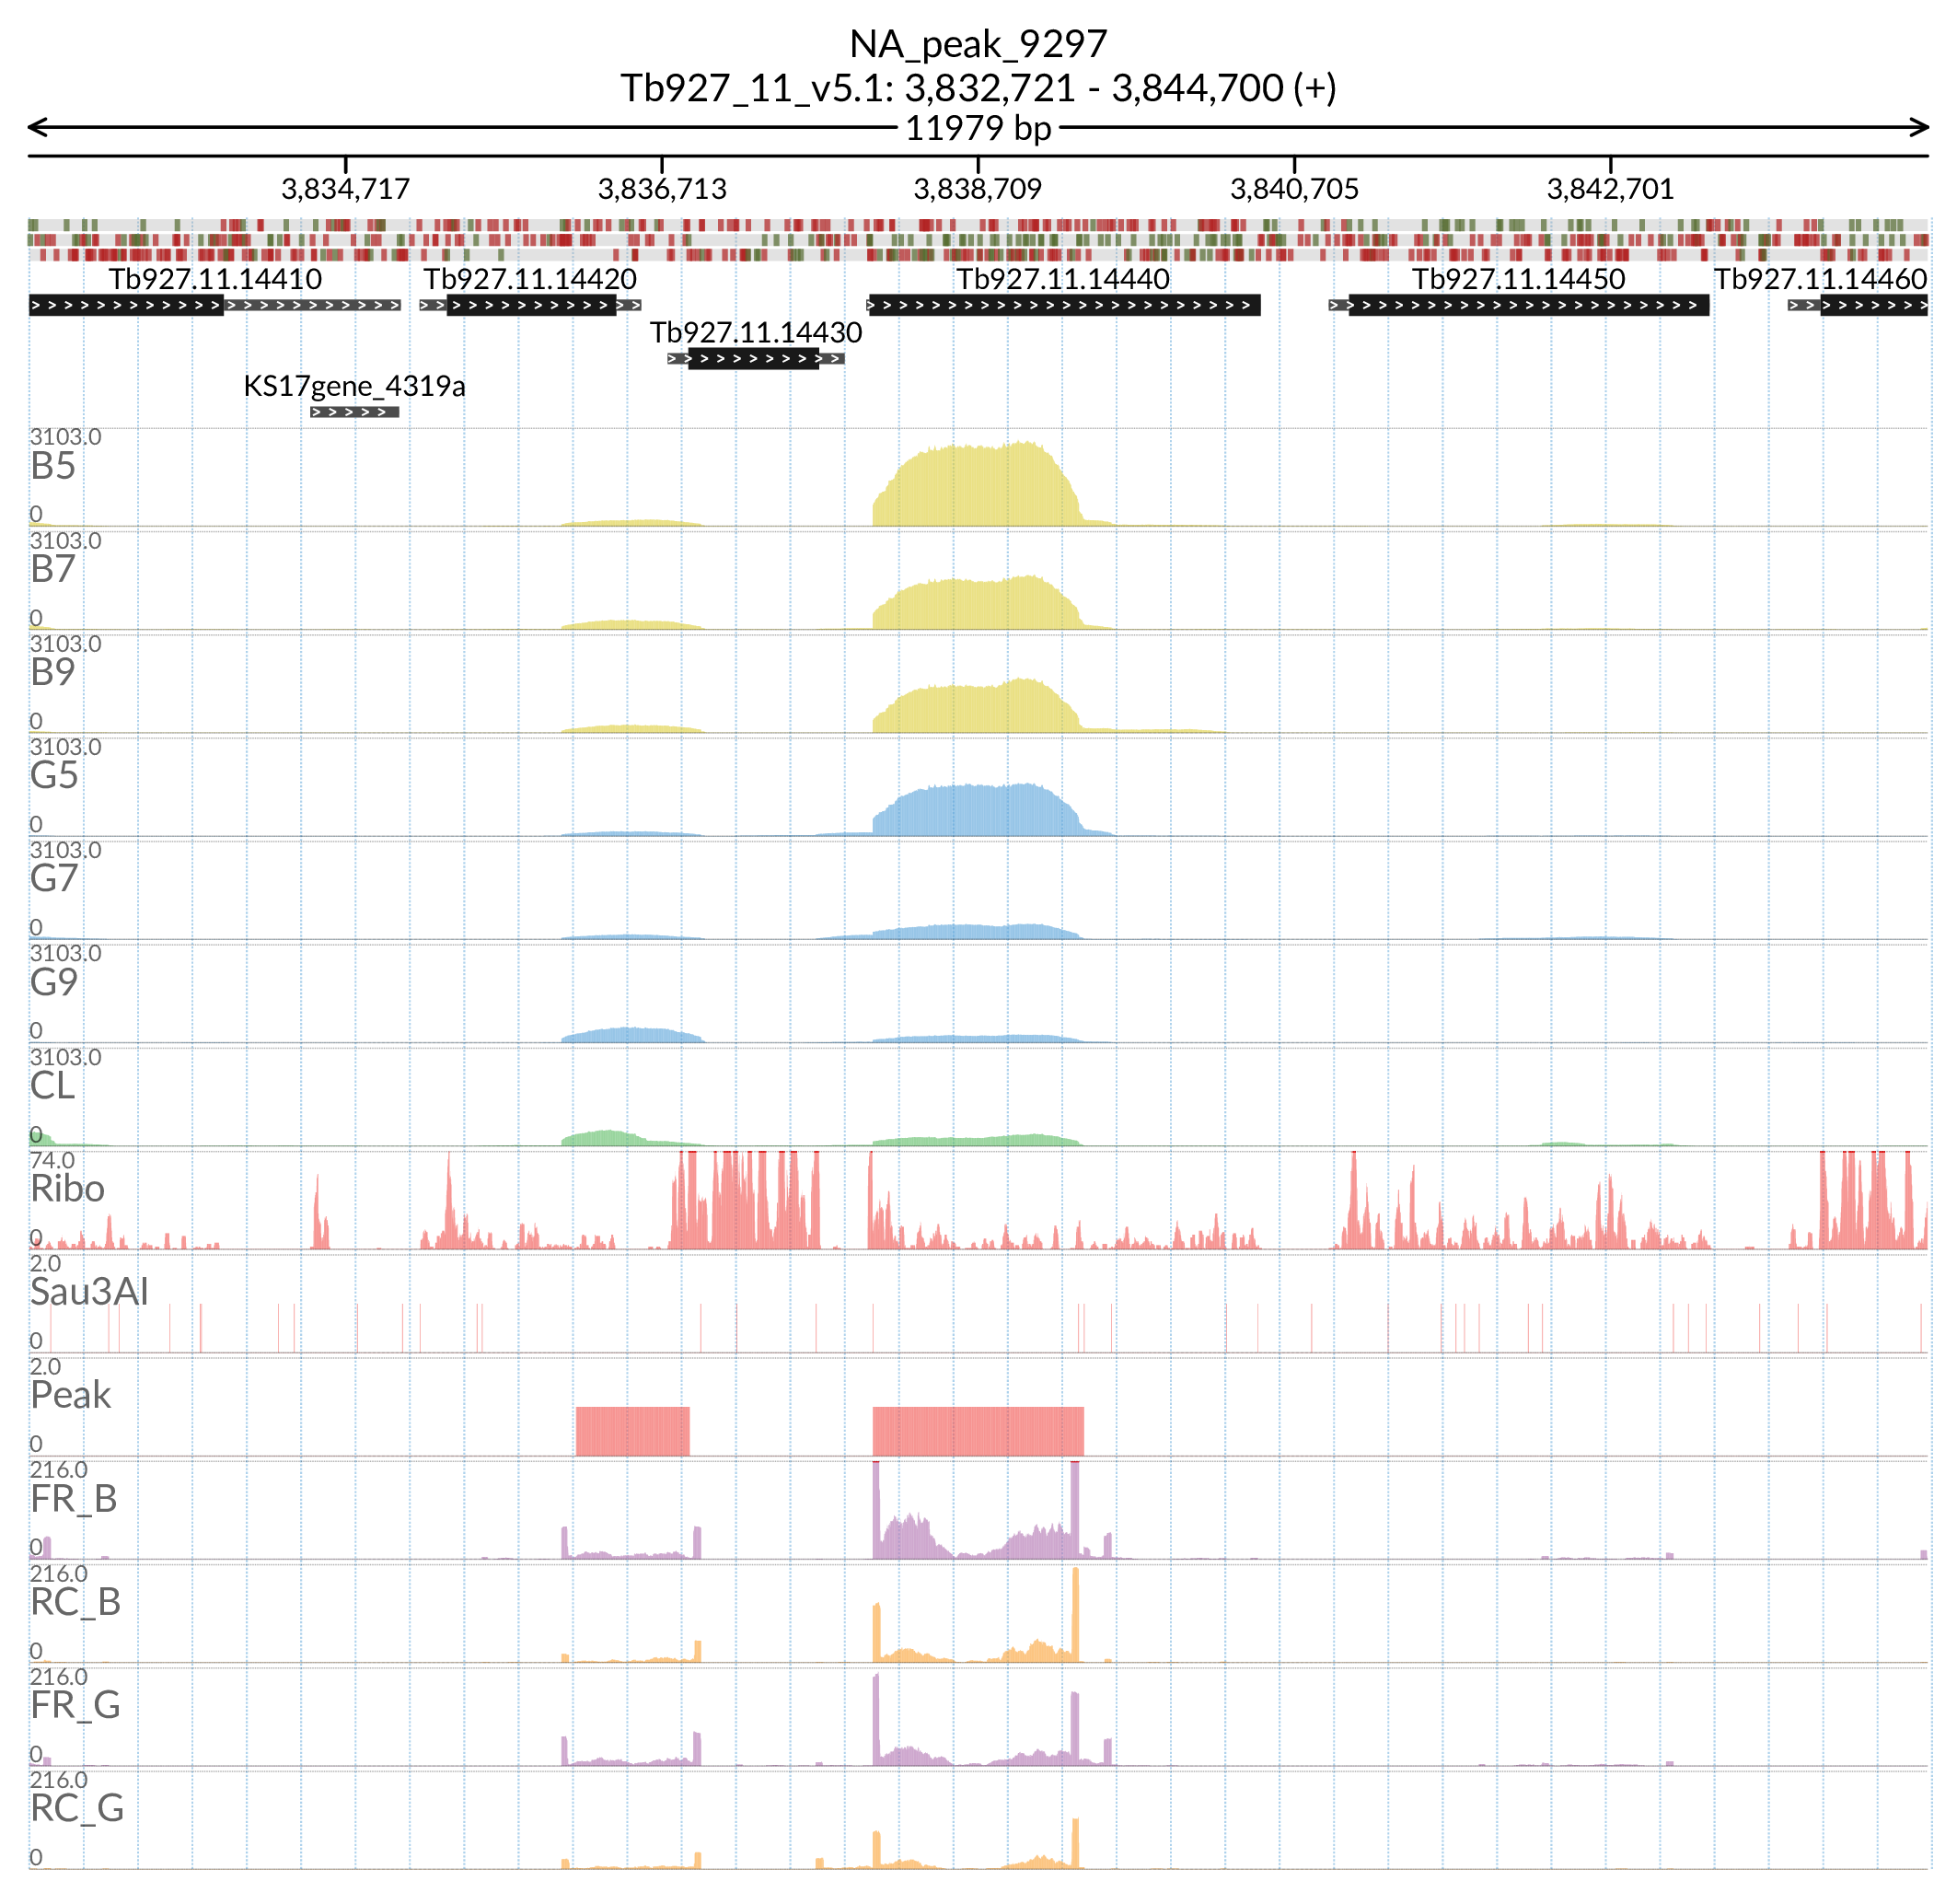 NA_peak_9297
Tb927_11_v5.1: 3,832,721 - 3,844,700 (+)
11979 bp
3,834,717 3,836,713 3,838,709 3,840,705 3,842,701
Tb927.11.14410 Tb927.11.14420 Tb927.11.14440 Tb927.11.14450 Tb927.11.14460
Tb927.11.14430
KS17gene_4319a
3103.0
B5
0
3103.0
B7
0
3103.0
B9
0
3103.0
G5
0
3103.0
G7
0
3103.0
G9
0
3103.0
CL
0
74.0
Ribo
0
2.0
Sau3AI
0
2.0
Peak
0
216.0
FR_B
0
216.0
RC_B
0
216.0
FR_G
0
216.0
RC_G
0